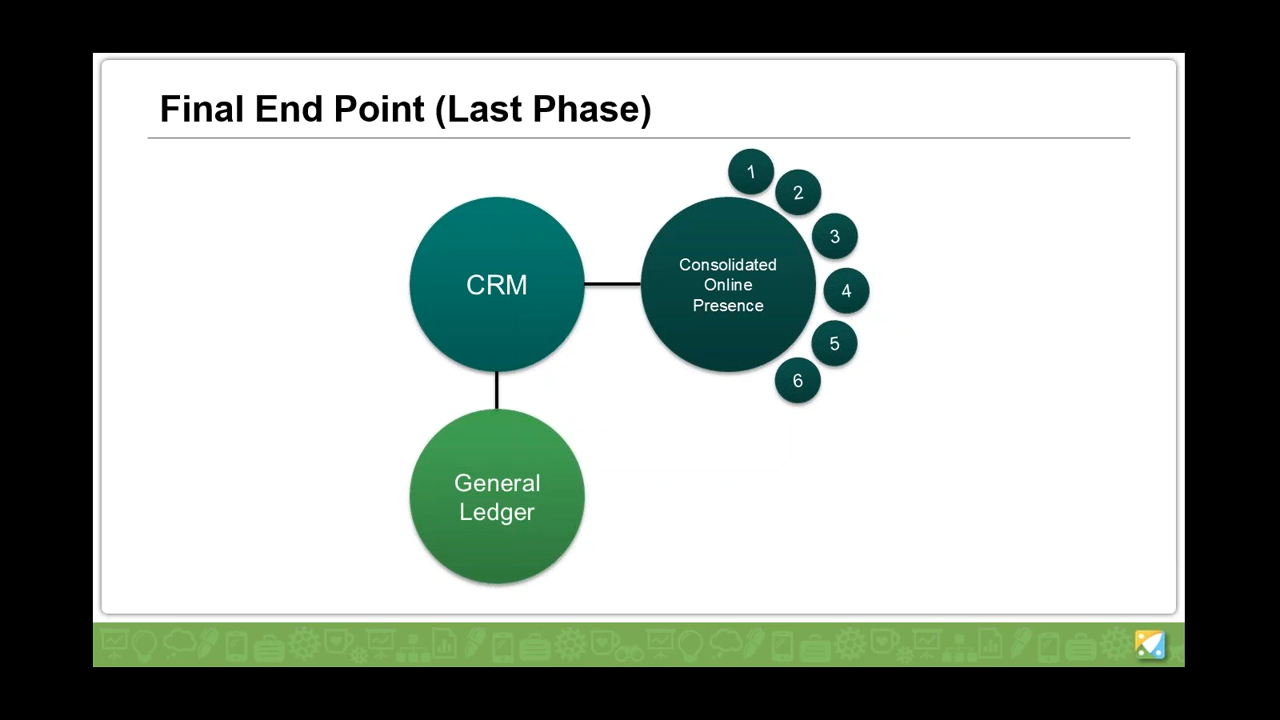 Final End Point (Last Phase)
1
2
3
4
5
6
CRM
Consolidated
Online
Presence
General
Ledger